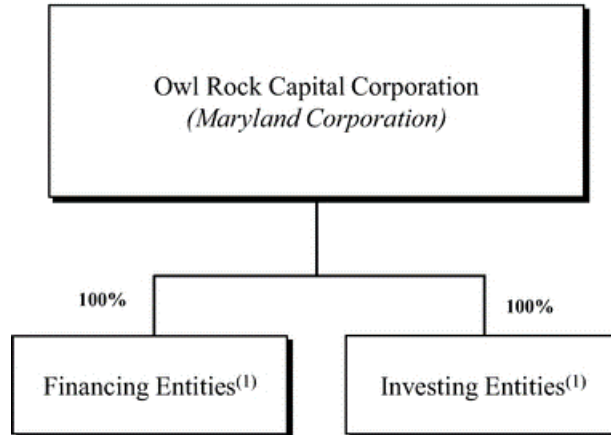 Owl Rock Capital Corporation
(Maryland Corporation)
100%
100%
Financing Entities(1)
Investing Entities(1)